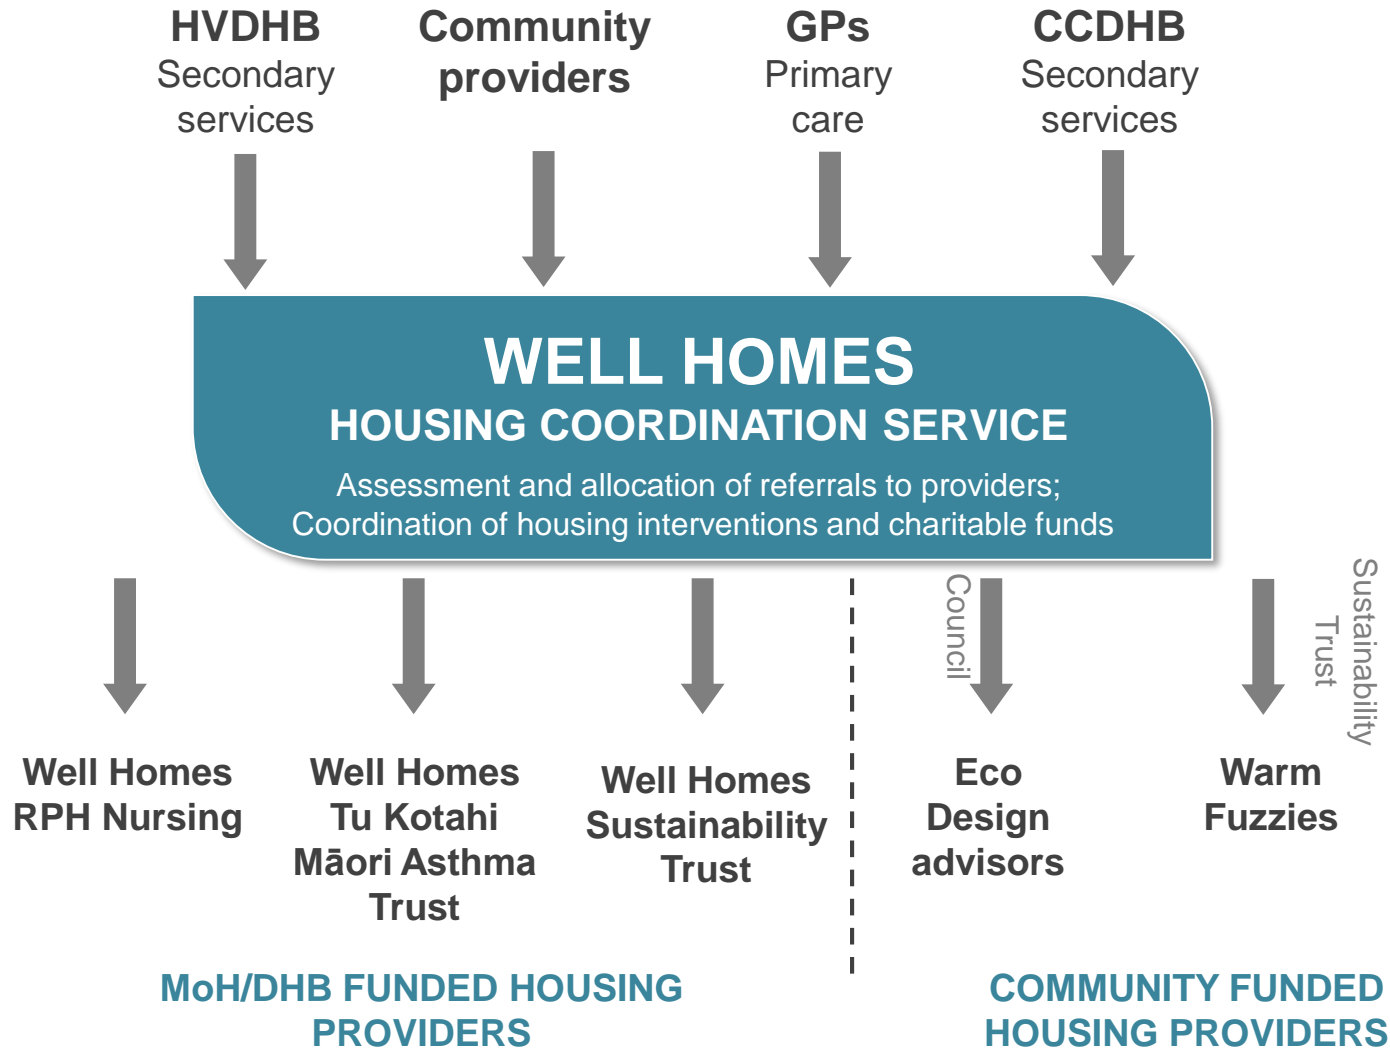 HVDHB
Secondary
services
Community
providers
GPs
Primary
care
CCDHB
Secondary
services
WELL HOMES
HOUSING COORDINATION SERVICE
Assessment and allocation of referrals to providers;
Coordination of housing interventions and charitable funds
Council
Sustainability
Trust
Well Homes
RPH Nursing
Well Homes
Tu Kotahi
Māori Asthma
Trust
Well Homes
Sustainability
Trust
Eco
Design
advisors
Warm
Fuzzies
MoH/DHB FUNDED HOUSING
PROVIDERS
COMMUNITY FUNDED
HOUSING PROVIDERS